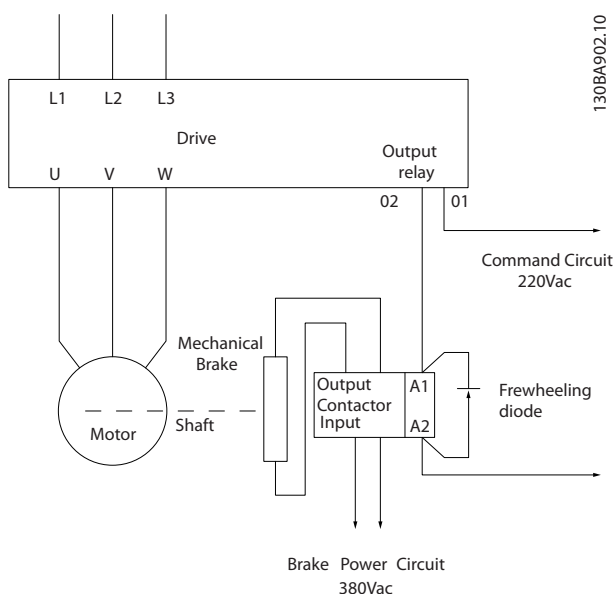 130BA902.10
L1 L2 L3
Drive
U V W
Output
relay
02 01
Command Circuit
220Vac
Mechanical
Brake
Output A1
Contactor
Input A2
Frewheeling
diode
Motor
Shaft
Brake Power Circuit
380Vac